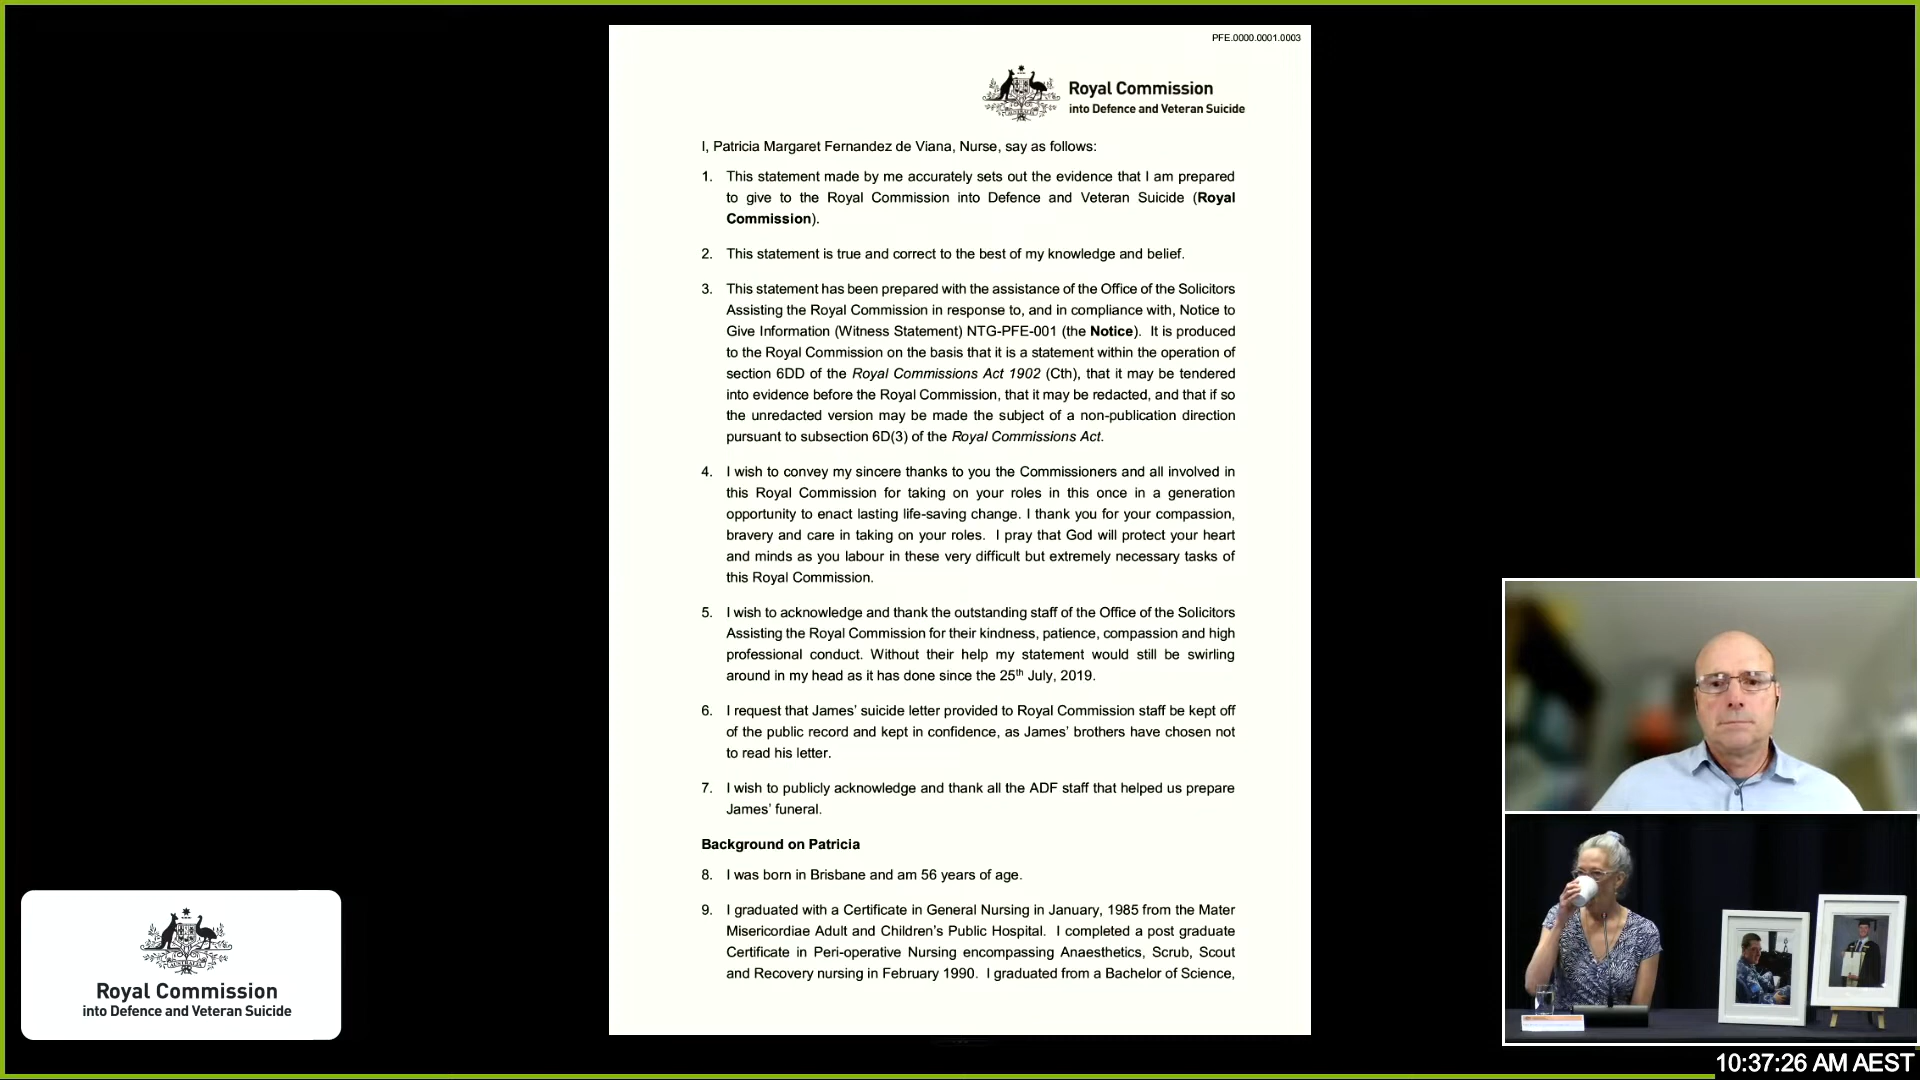 PFE.0000.0001.0003
Royal Commission
into Defence and Veteran Suicide
I, Patricia Margaret Fernandez de Viana, Nurse, say as follows:
1. This statement made by me accurately sets out the evidence that I am prepared
to give to the Royal Commission into Defence and Veteran Suicide (Royal
Commission).
2. This statement is true and correct to the best of my knowledge and belief.
3. This statement has been prepared with the assistance of the Office of the Solicitors
Assisting the Royal Commission in response to, and in compliance with, Notice to
Give Information (Witness Statement) NTG-PFE-001 (the Notice). It is produced
to the Royal Commission on the basis that it is a statement within the operation of
section 6DD of the Royal Commissions Act 1902 (Cth), that it may be tendered
into evidence before the Royal Commission, that it may be redacted, and that if so
the unredacted version may be made the subject of a non-publication direction
pursuant to subsection 6D(3) of the Royal Commissions Act.
4. I wish to convey my sincere thanks to you the Commissioners and all involved in
this Royal Commission for taking on your roles in this once in a generation
opportunity to enact lasting life-saving change. I thank you for your compassion,
bravery and care in taking on your roles. I pray that God will protect your heart
and minds as you labour in these very difficult but extremely necessary tasks of
this Royal Commission.
5. I wish to acknowledge and thank the outstanding staff of the Office of the Solicitors
Assisting the Royal Commission for their kindness, patience, compassion and high
professional conduct. Without their help my statement would still be swirling
around in my head as it has done since the 25th July, 2019.
6. I request that James' suicide letter provided to Royal Commission staff be kept off
of the public record and kept in confidence, as James' brothers have chosen not
to read his letter.
7. I wish to publicly acknowledge and thank all the ADF staff that helped us prepare
James' funeral.
Background on Patricia
8. I was born in Brisbane and am 56 years of age.
9. I graduated with a Certificate in General Nursing in January, 1985 from the Mater
Misericordiae Adult and Children's Public Hospital. I completed a post graduate
Certificate in Peri-operative Nursing encompassing Anaesthetics, Scrub, Scout
and Recovery nursing in February 1990. I graduated from a Bachelor of Science,
Royal Commission
into Defence and Veteran Suicide
10:37:26 AM AEST